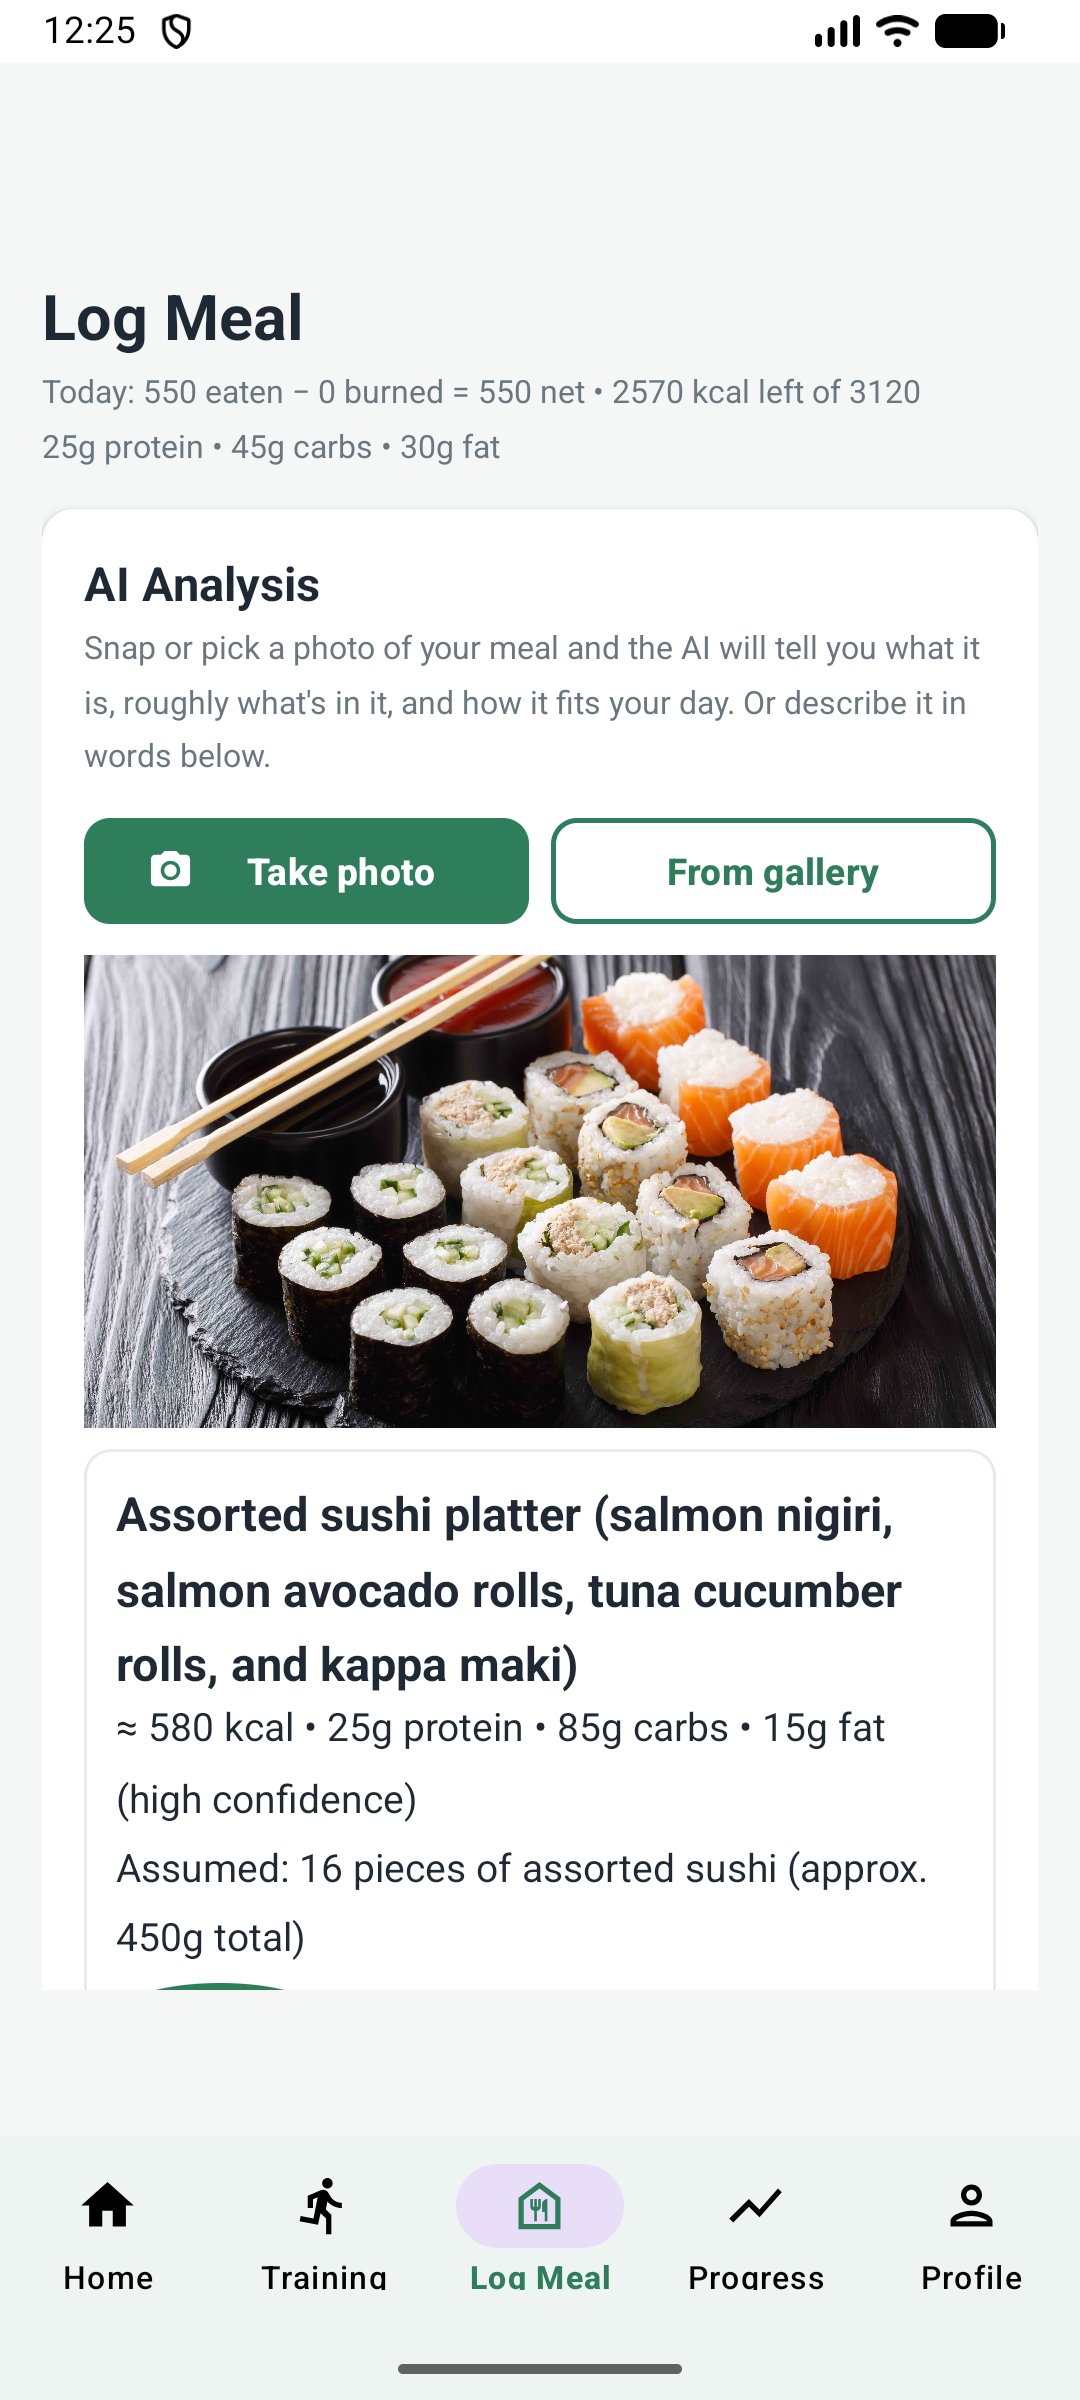 12:25
Log Meal
Today: 550 eaten − 0 burned = 550 net • 2570 kcal left of 3120
25g protein • 45g carbs • 30g fat
AI Analysis
Snap or pick a photo of your meal and the AI will tell you what it
is, roughly what's in it, and how it fits your day. Or describe it in
words below.
Take photo
From gallery
Assorted sushi platter (salmon nigiri,
salmon avocado rolls, tuna cucumber
rolls, and kappa maki)
≈ 580 kcal • 25g protein • 85g carbs • 15g fat
(high confidence)
Assumed: 16 pieces of assorted sushi (approx.
450g total)
Home
Training
Log Meal
Progress
Profile